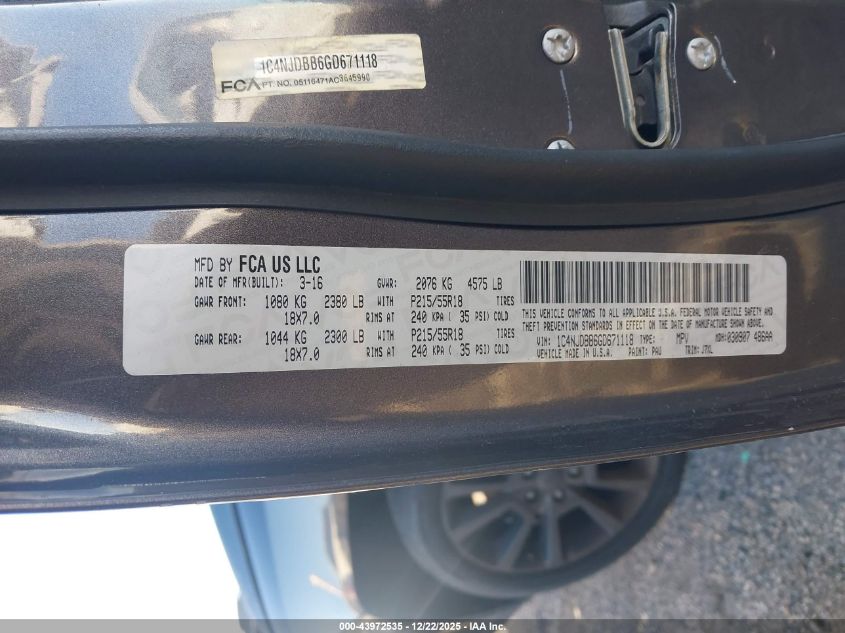 1C4NJDBB6GD671118
FCA PT. NO. 05116471AC3645990
MFD BY FCA US LLC
DATE OF MFR(BUILT): 3-16 GVWR: 2076 KG 4575 LB
GAWR FRONT: 1080 KG 2380 LB WITH P215/55R18 TIRES
18X7.0 RIMS AT 240 KPA ( 35 PSI) COLD
GAWR REAR: 1044 KG 2300 LB WITH P215/55R18 TIRES
18X7.0 RIMS AT 240 KPA ( 35 PSI) COLD
THIS VEHICLE CONFORMS TO ALL APPLICABLE U.S.A. FEDERAL MOTOR VEHICLE SAFETY AND
THEFT PREVENTION STANDARDS IN EFFECT ON THE DATE OF MANUFACTURE SHOWN ABOVE.
VIN: 1C4NJDBB6GD671118 TYPE: MPV MDH: 030907 486AA
VEHICLE MADE IN U.S.A. PAINT: PAU TRIM: J7XL
000-43972535 - 12/22/2025 - IAA Inc.